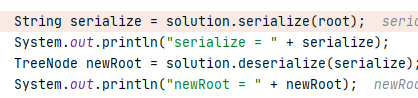 String serialize = solution.serialize(root);
System.out.println("serialize = " + serialize);
TreeNode newRoot = solution.deserialize(serialize);
System.out.println("newRoot = " + newRoot);